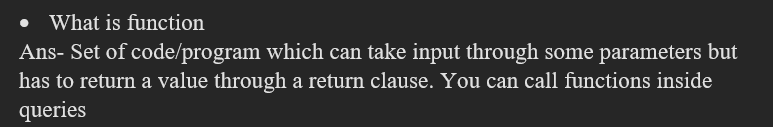 • What is function
Ans- Set of code/program which can take input through some parameters but
has to return a value through a return clause. You can call functions inside
queries